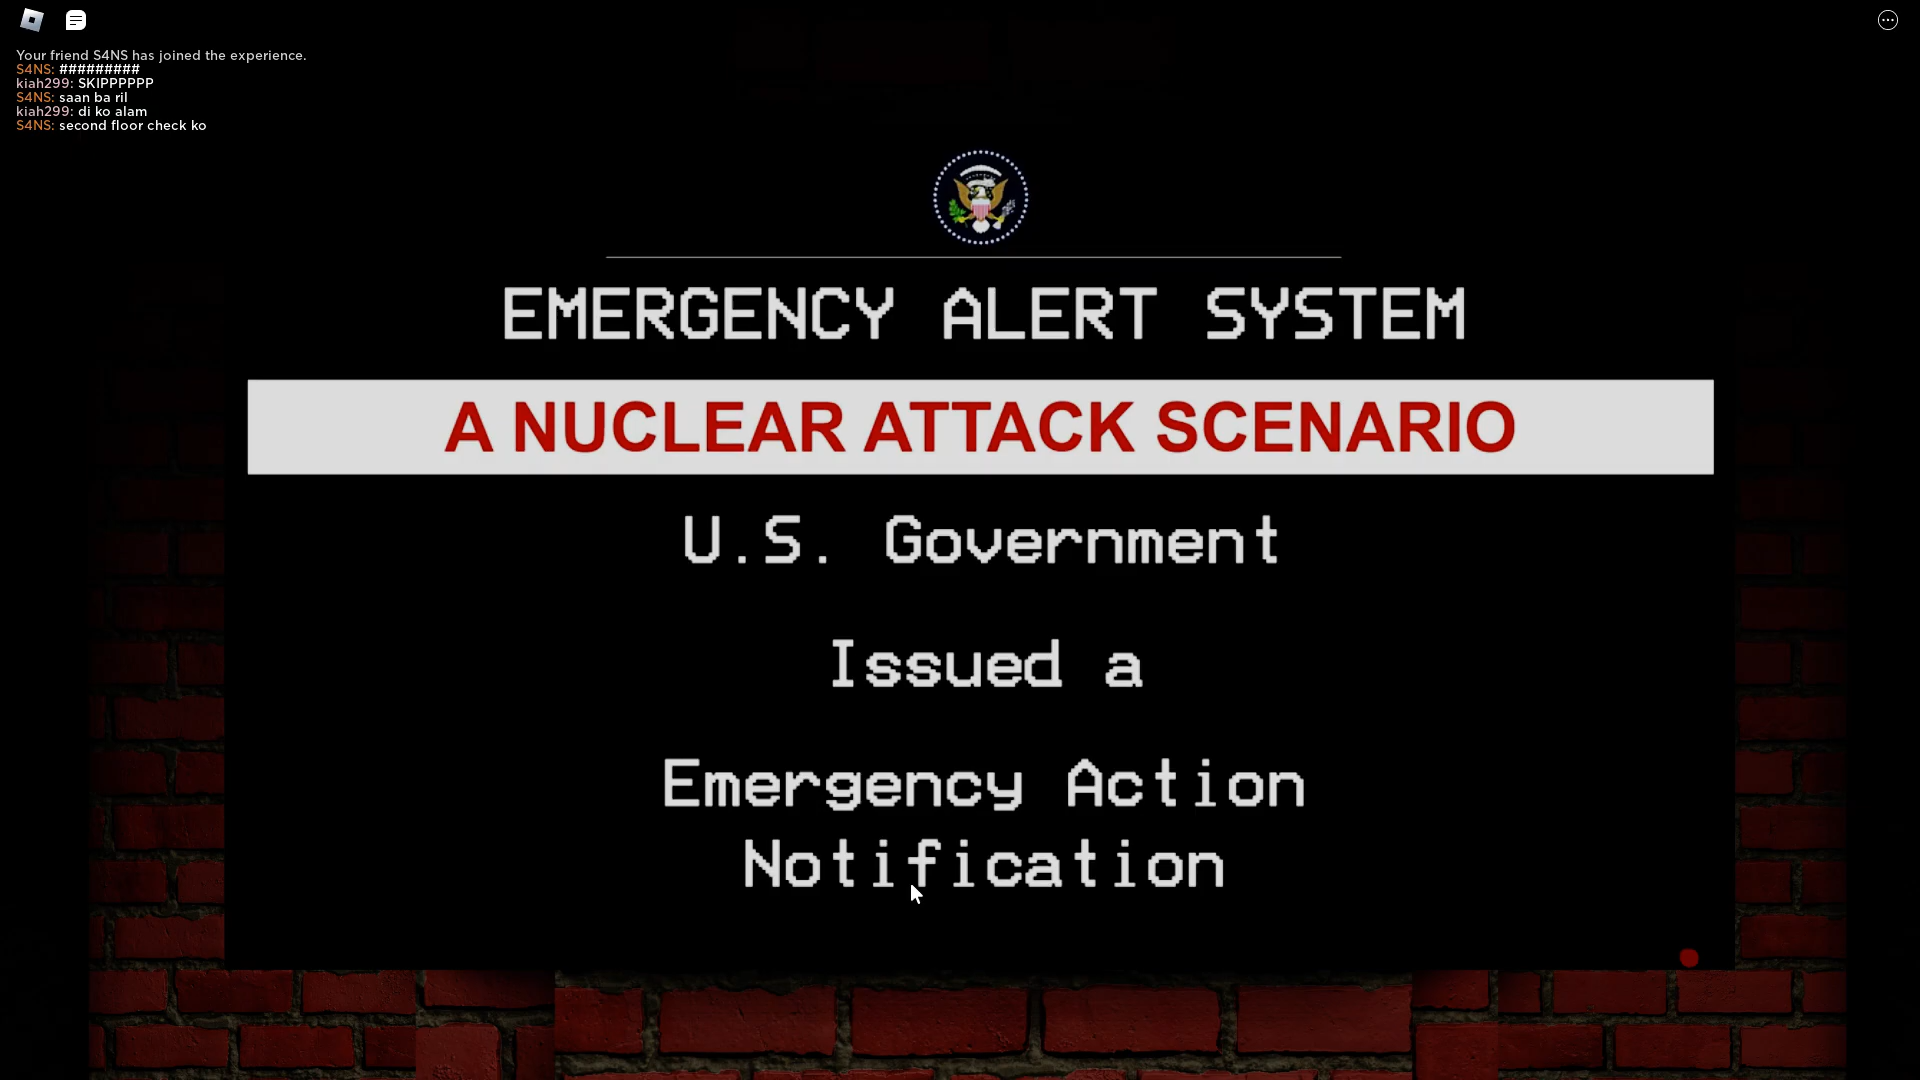 Your friend S4NS has joined the experience.
S4NS: #########
kiah299: SKIPPPPPP
S4NS: saan ba ril
kiah299: di ko alam
S4NS: second floor check ko
EMERGENCY ALERT SYSTEM
A NUCLEAR ATTACK SCENARIO
U.S. Government
Issued a
Emergency Action
Notification